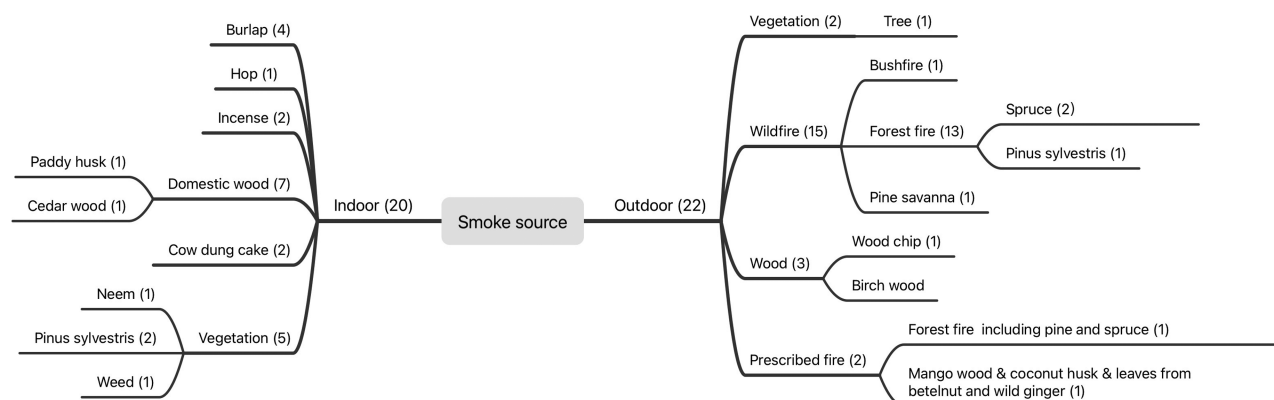 Smoke source
Indoor (20)
Burlap (4)
Hop (1)
Incense (2)
Domestic wood (7)
Paddy husk (1)
Cedar wood (1)
Cow dung cake (2)
Vegetation (5)
Neem (1)
Pinus sylvestris (2)
Weed (1)
Outdoor (22)
Vegetation (2)
Tree (1)
Wildfire (15)
Bushfire (1)
Forest fire (13)
Spruce (2)
Pinus sylvestris (1)
Pine savanna (1)
Wood (3)
Wood chip (1)
Birch wood
Prescribed fire (2)
Forest fire  including pine and spruce (1)
Mango wood & coconut husk & leaves from
betelnut and wild ginger (1)